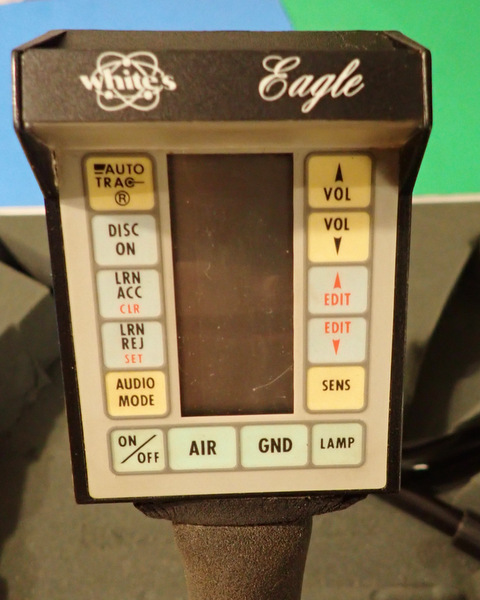 White's Eagle
AUTO
TRAC
®
DISC
ON
LRN
ACC
CLR
LRN
REJ
SET
AUDIO
MODE
VOL
VOL
EDIT
EDIT
SENS
ON/OFF
AIR
GND
LAMP